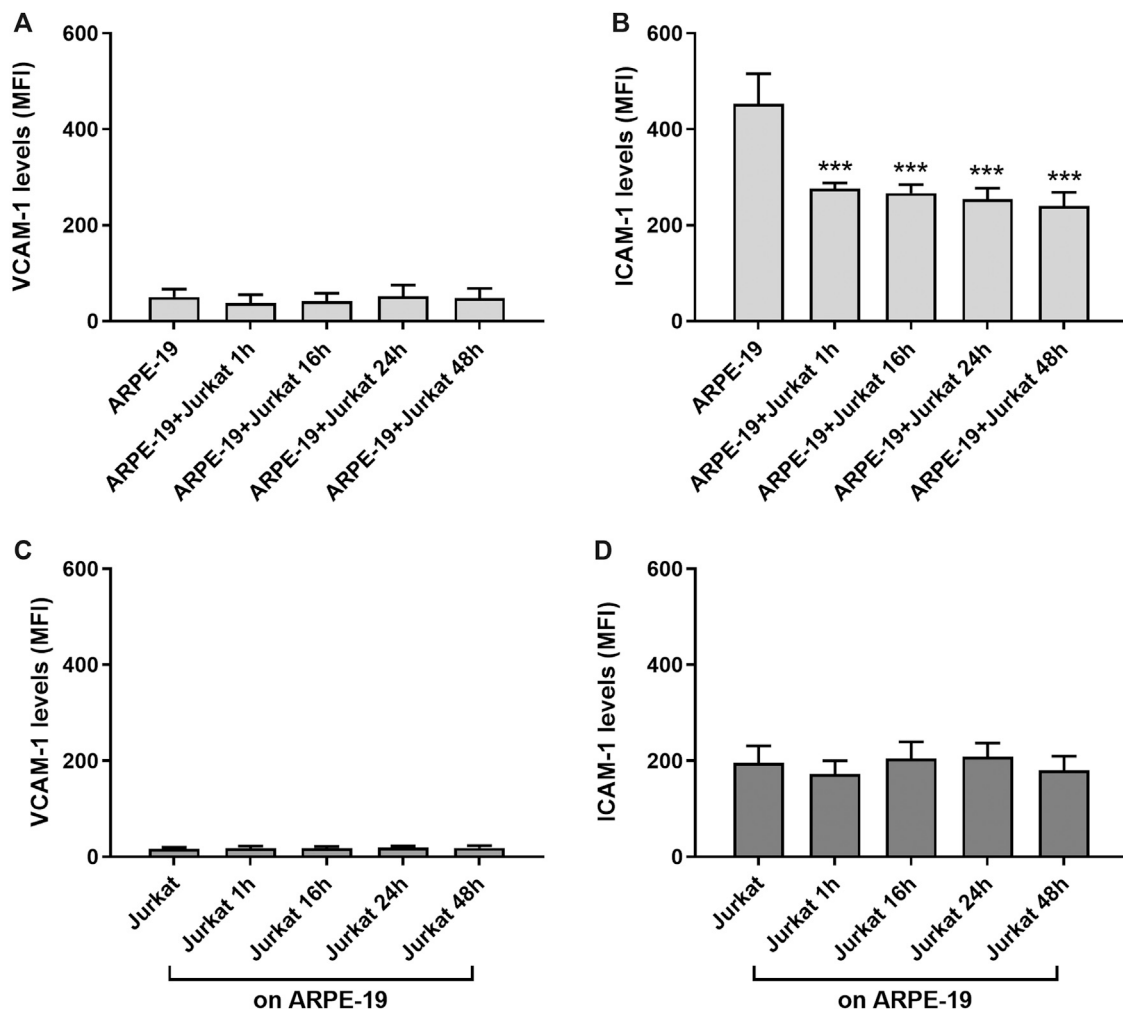 A
VCAM-1 levels (MFI)
600
400
200
0
ARPE-19
ARPE-19+Jurkat 1h
ARPE-19+Jurkat 16h
ARPE-19+Jurkat 24h
ARPE-19+Jurkat 48h
B
ICAM-1 levels (MFI)
600
400
200
0
***
***
***
***
ARPE-19
ARPE-19+Jurkat 1h
ARPE-19+Jurkat 16h
ARPE-19+Jurkat 24h
ARPE-19+Jurkat 48h
C
VCAM-1 levels (MFI)
600
400
200
0
Jurkat
Jurkat 1h
Jurkat 16h
Jurkat 24h
Jurkat 48h
on ARPE-19
D
ICAM-1 levels (MFI)
600
400
200
0
Jurkat
Jurkat 1h
Jurkat 16h
Jurkat 24h
Jurkat 48h
on ARPE-19